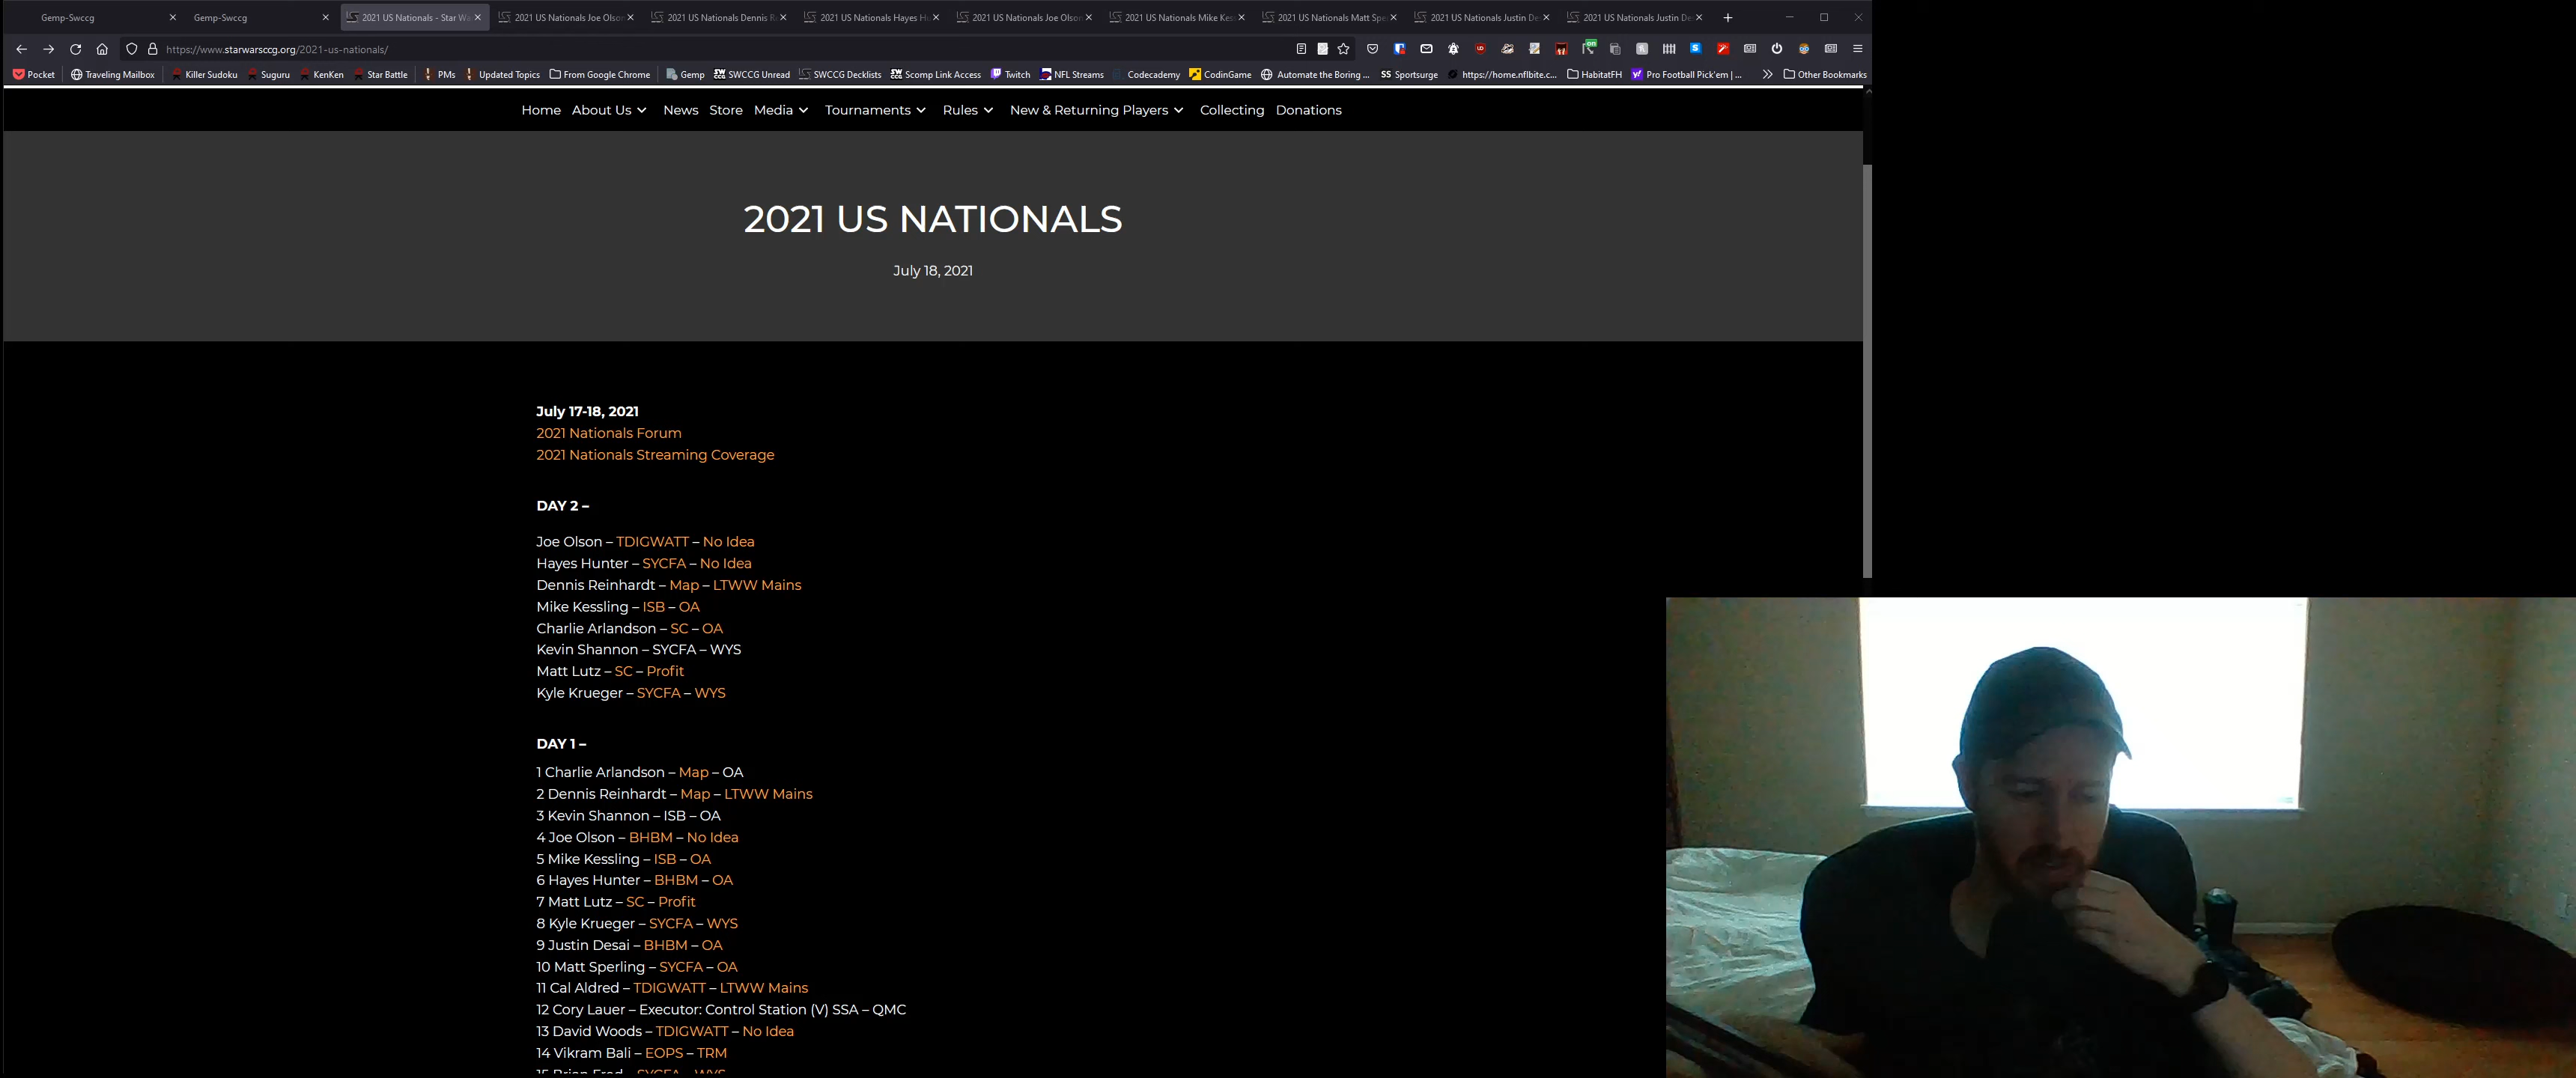 Gemp-Swccg
Gemp-Swccg
2021 US Nationals - Star Wa
2021 US Nationals Joe Olson
2021 US Nationals Dennis R
2021 US Nationals Hayes H
2021 US Nationals Joe Olson
2021 US Nationals Mike Kes
2021 US Nationals Matt Spe
2021 US Nationals Justin De
2021 US Nationals Justin De
https://www.starwarsccg.org/2021-us-nationals/
on
Pocket
Traveling Mailbox
Killer Sudoku
Suguru
KenKen
Star Battle
PMs
Updated Topics
From Google Chrome
Gemp
SWCCG Unread
SWCCG Decklists
Scomp Link Access
Twitch
NFL Streams
Codecademy
CodinGame
Automate the Boring ...
Sportsurge
https://home.nflbite.c...
HabitatFH
Pro Football Pick'em | ...
Other Bookmarks
Home About Us News Store Media Tournaments Rules New & Returning Players Collecting Donations
2021 US NATIONALS
July 18, 2021
July 17-18, 2021
2021 Nationals Forum
2021 Nationals Streaming Coverage
DAY 2 –
Joe Olson – TDIGWATT – No Idea
Hayes Hunter – SYCFA – No Idea
Dennis Reinhardt – Map – LTWW Mains
Mike Kessling – ISB – OA
Charlie Arlandson – SC – OA
Kevin Shannon – SYCFA – WYS
Matt Lutz – SC – Profit
Kyle Krueger – SYCFA – WYS
DAY 1 –
1 Charlie Arlandson – Map – OA
2 Dennis Reinhardt – Map – LTWW Mains
3 Kevin Shannon – ISB – OA
4 Joe Olson – BHBM – No Idea
5 Mike Kessling – ISB – OA
6 Hayes Hunter – BHBM – OA
7 Matt Lutz – SC – Profit
8 Kyle Krueger – SYCFA – WYS
9 Justin Desai – BHBM – OA
10 Matt Sperling – SYCFA – OA
11 Cal Aldred – TDIGWATT – LTWW Mains
12 Cory Lauer – Executor: Control Station (V) SSA – QMC
13 David Woods – TDIGWATT – No Idea
14 Vikram Bali – EOPS – TRM
15 Brian Fred – SYCFA – WYS